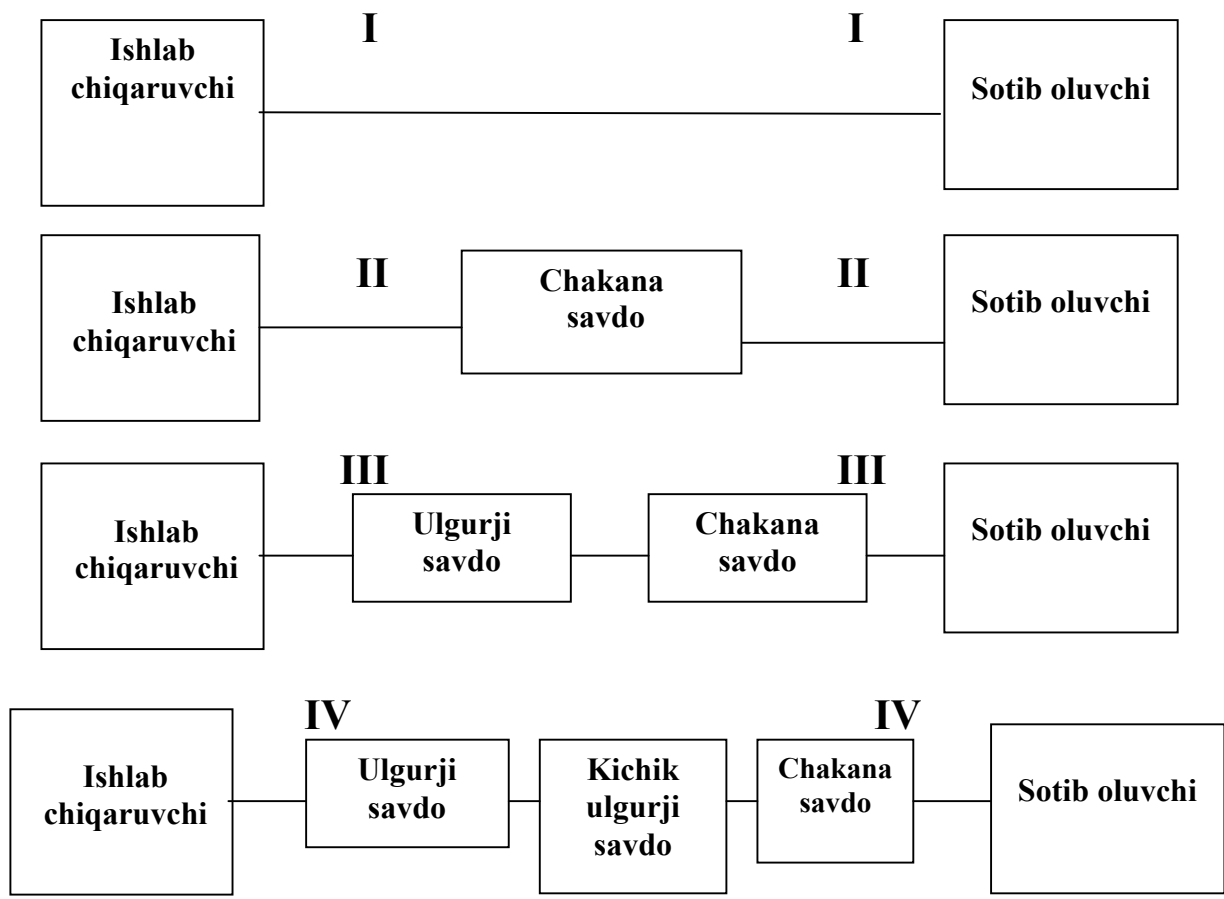 I I
Ishlab
chiqaruvchi
Sotib oluvchi
II II
Ishlab
chiqaruvchi
Chakana
savdo
Sotib oluvchi
III III
Ishlab
chiqaruvchi
Ulgurji
savdo
Chakana
savdo
Sotib oluvchi
IV IV
Ishlab
chiqaruvchi
Ulgurji
savdo
Kichik
ulgurji
savdo
Chakana
savdo
Sotib oluvchi